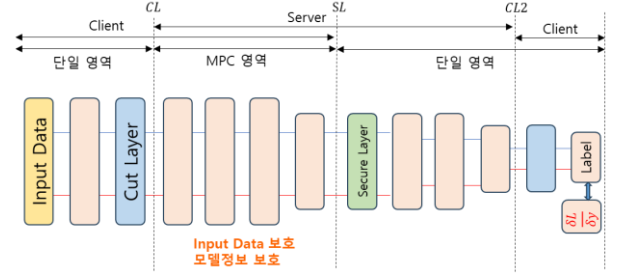 CL
SL
CL2
Client
Server
Client
단일 영역
MPC 영역
단일 영역
Input Data
Cut Layer
Secure Layer
Label
δL
δy
Input Data 보호
모델정보 보호